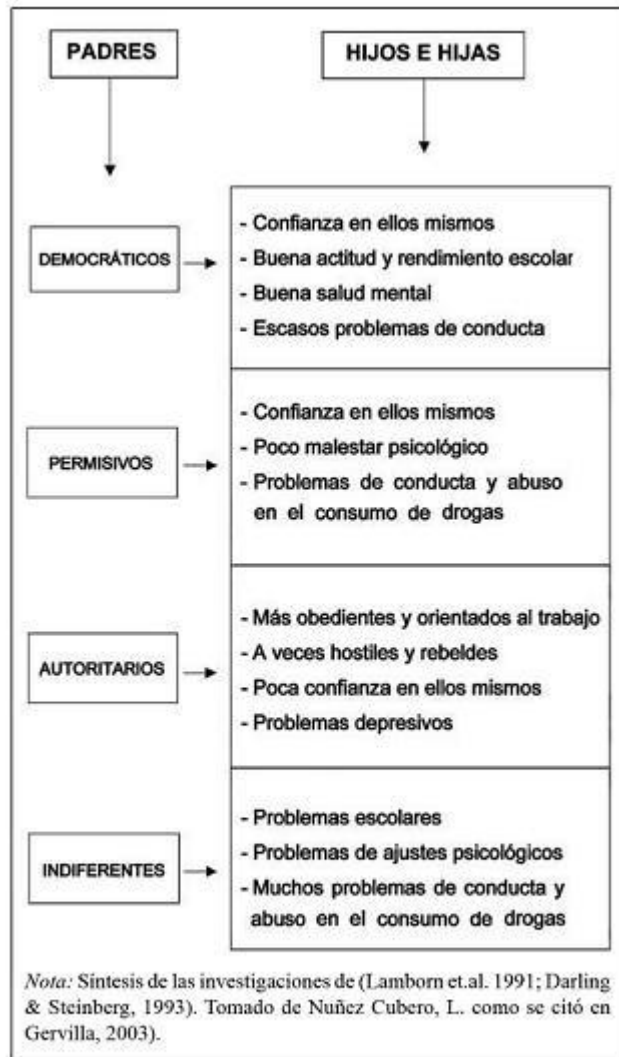 PADRES
HIJOS E HIJAS
DEMOCRÁTICOS
- Confianza en ellos mismos
- Buena actitud y rendimiento escolar
- Buena salud mental
- Escasos problemas de conducta
PERMISIVOS
- Confianza en ellos mismos
- Poco malestar psicológico
- Problemas de conducta y abuso
en el consumo de drogas
AUTORITARIOS
- Más obedientes y orientados al trabajo
- A veces hostiles y rebeldes
- Poca confianza en ellos mismos
- Problemas depresivos
INDIFERENTES
- Problemas escolares
- Problemas de ajustes psicológicos
- Muchos problemas de conducta y
abuso en el consumo de drogas
Nota: Síntesis de las investigaciones de (Lamborn et.al. 1991; Darling
& Steinberg, 1993). Tomado de Nuñez Cubero, L. como se citó en
Gervilla, 2003).